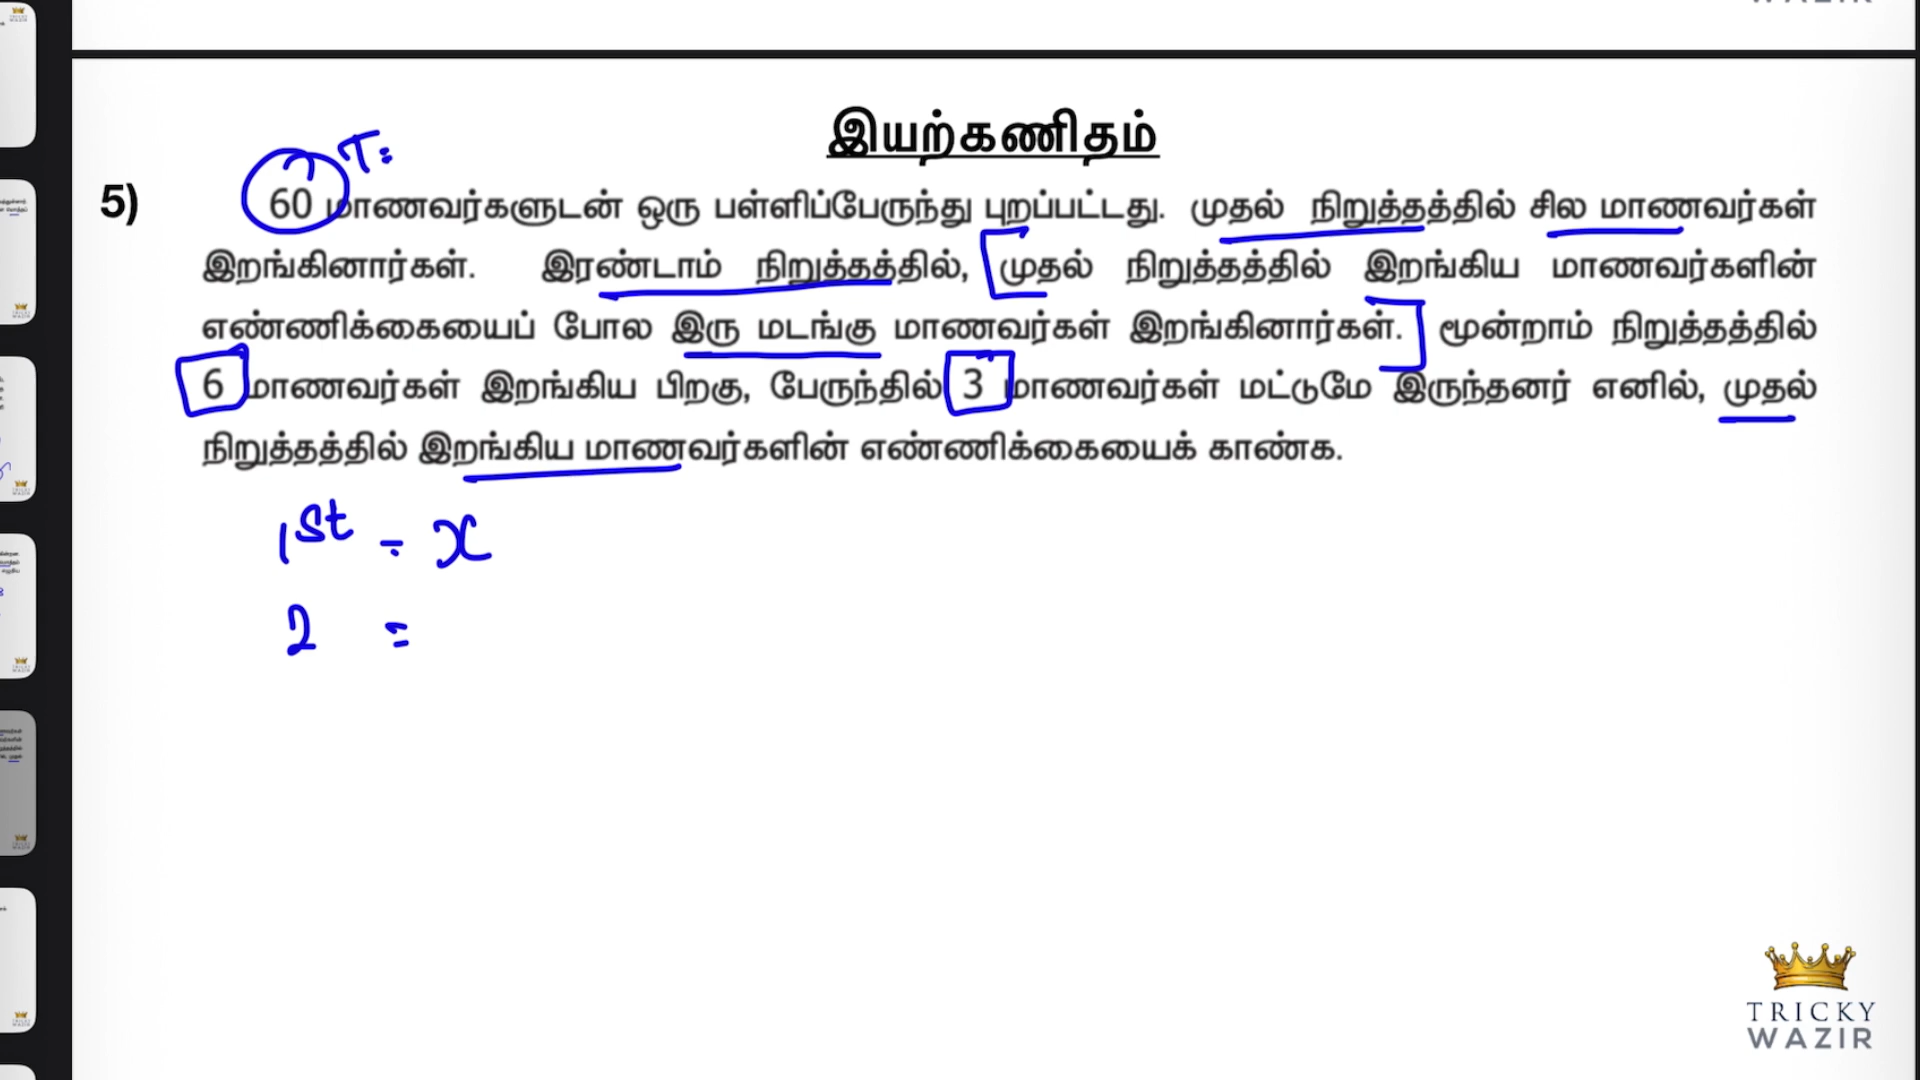 இயற்கணிதம்
T=
5) 60 மாணவர்களுடன் ஒரு பள்ளிப்பேருந்து புறப்பட்டது. முதல் நிறுத்தத்தில் சில மாணவர்கள்
இறங்கினார்கள். இரண்டாம் நிறுத்தத்தில், முதல் நிறுத்தத்தில் இறங்கிய மாணவர்களின்
எண்ணிக்கையைப் போல இரு மடங்கு மாணவர்கள் இறங்கினார்கள். மூன்றாம் நிறுத்தத்தில்
6 மாணவர்கள் இறங்கிய பிறகு, பேருந்தில் 3 மாணவர்கள் மட்டுமே இருந்தனர் எனில், முதல்
நிறுத்தத்தில் இறங்கிய மாணவர்களின் எண்ணிக்கையைக் காண்க.
1st = x
2 =
TRICKY
WAZIR